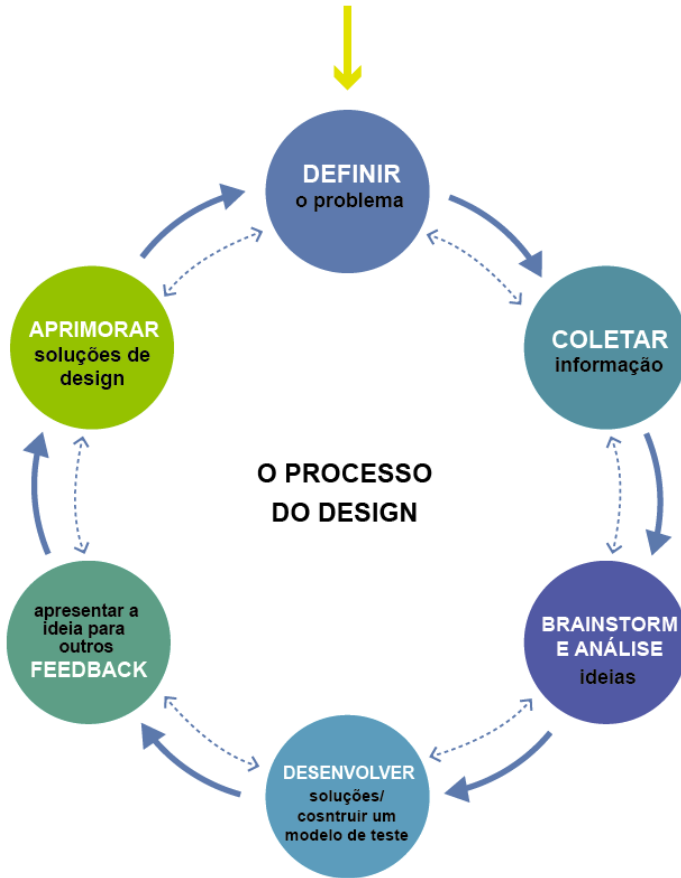 DEFINIR
o problema
COLETAR
informação
BRAINSTORM
E ANÁLISE
ideias
DESENVOLVER
soluções/
cosntruir um
modelo de teste
apresentar a
ideia para
outros
FEEDBACK
APRIMORAR
soluções de
design
O PROCESSO
DO DESIGN